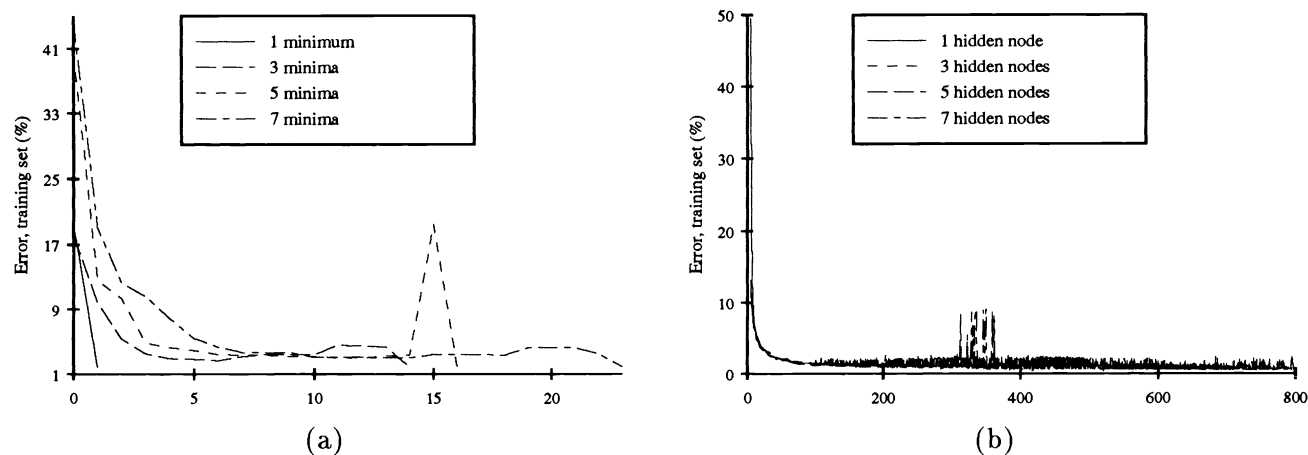 Error, training set (%)
41
33
25
17
9
1
0
5
10
15
20
1 minimum
3 minima
5 minima
7 minima
(a)
Error, training set (%)
50
40
30
20
10
0
0
200
400
600
800
1 hidden node
3 hidden nodes
5 hidden nodes
7 hidden nodes
(b)